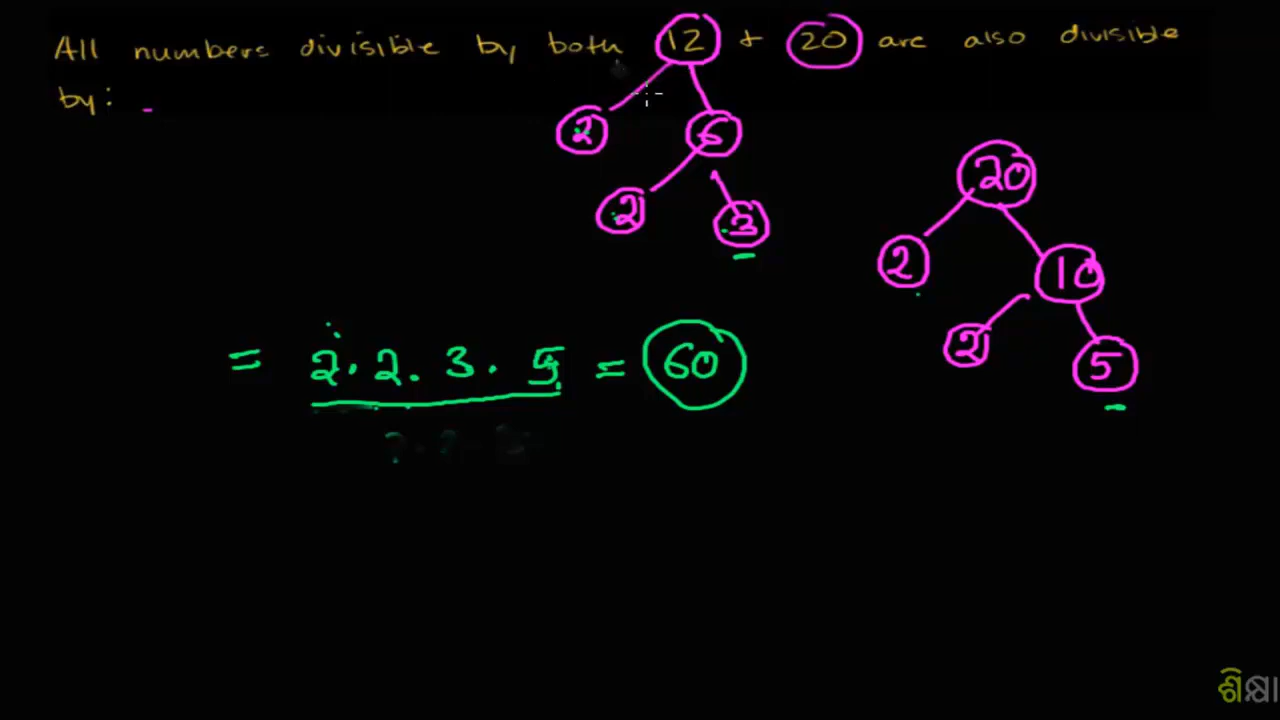 All numbers divisible by both 12 + 20 are also divisible
by:
2 6
2 3
20
2 10
2 5
= 2 . 2 . 3 . 5 = 60
ଶିକ୍ଷା